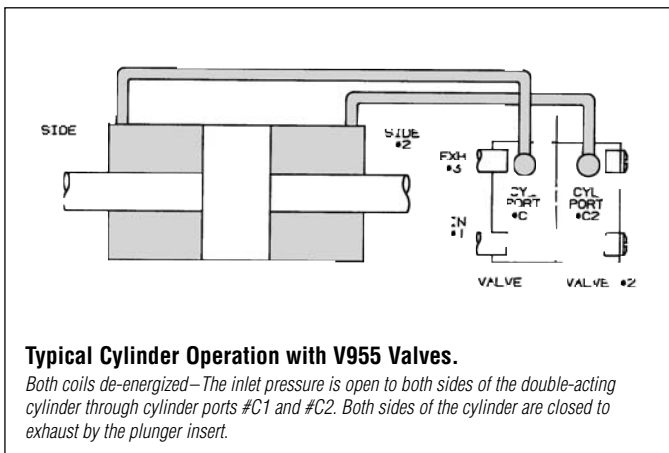 SIDE
SIDE
#2
EXH
#3
CYL
PORT
#C
CYL
PORT
#C2
IN
#1
VALVE
VALVE #2
Typical Cylinder Operation with V955 Valves.
Both coils de-energized–The inlet pressure is open to both sides of the double-acting
cylinder through cylinder ports #C1 and #C2. Both sides of the cylinder are closed to
exhaust by the plunger insert.